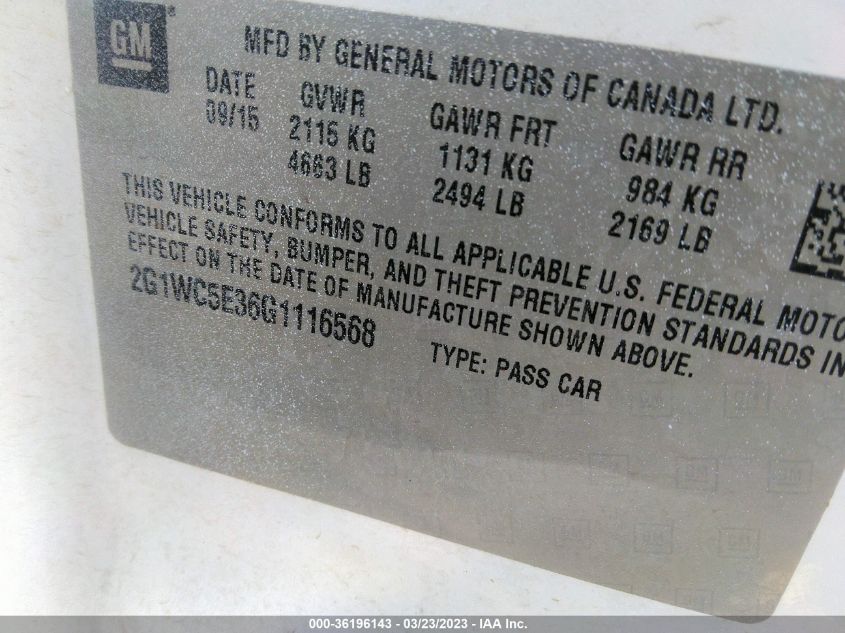 GM
MFD BY GENERAL MOTORS OF CANADA LTD.
DATE GVWR GAWR FRT GAWR RR
09/15 2115 KG 1131 KG 984 KG
4663 LB 2494 LB 2169 LB
THIS VEHICLE CONFORMS TO ALL APPLICABLE U.S. FEDERAL MOTO
VEHICLE SAFETY, BUMPER, AND THEFT PREVENTION STANDARDS IN
EFFECT ON THE DATE OF MANUFACTURE SHOWN ABOVE.
2G1WC5E36G1116568 TYPE: PASS CAR
000-36196143 / 03/23/2023 - IAA Inc.